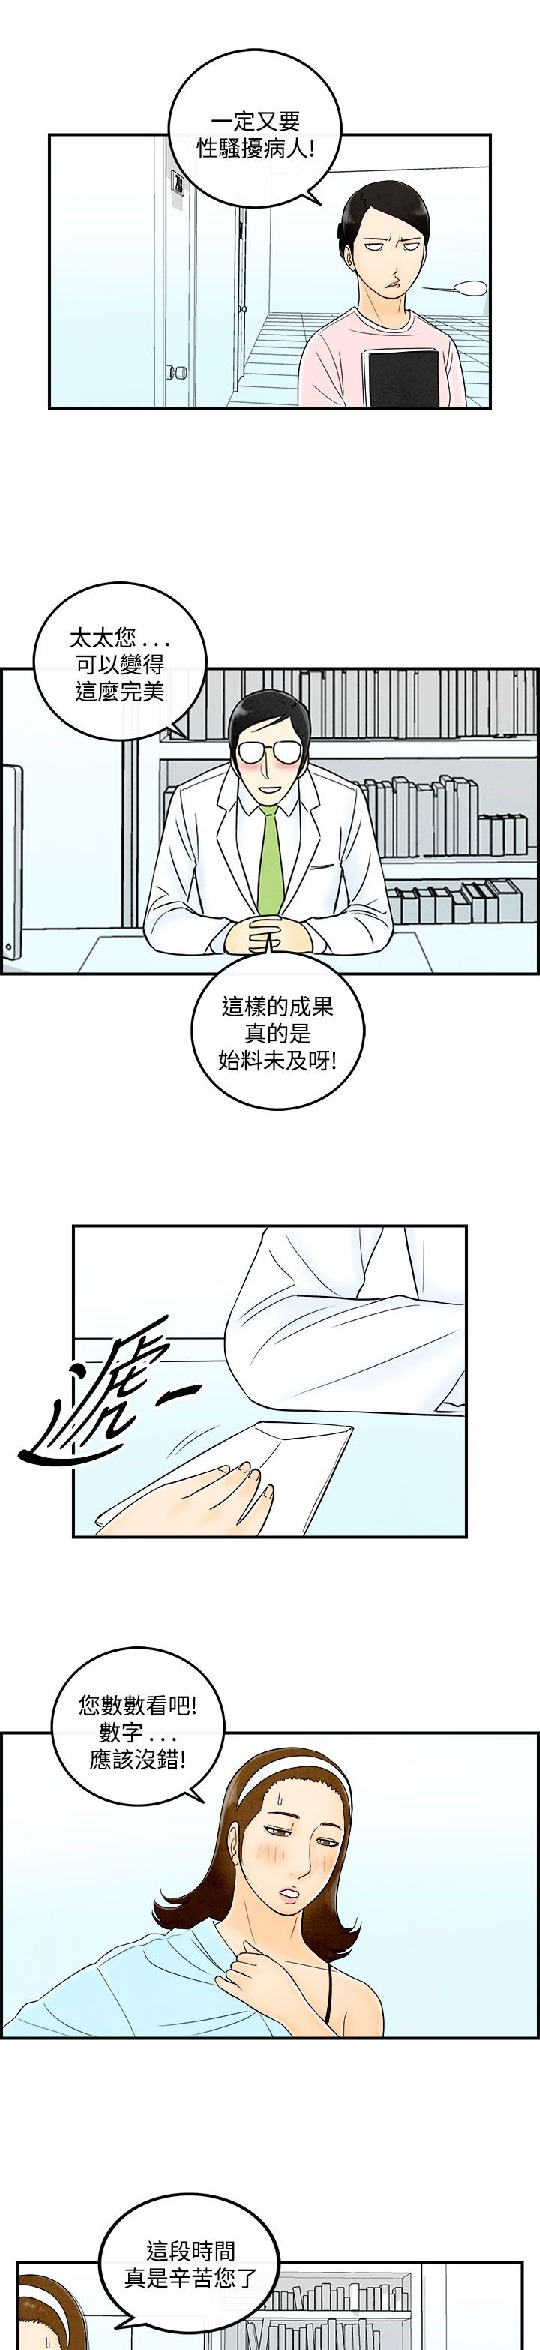 一定又要
性騷擾病人!
太太您...
可以變得
這麼完美
這樣的成果
真的是
始料未及呀!
遞一
您數數看吧!
數字...
應該沒錯!
這段時間
真是辛苦您了